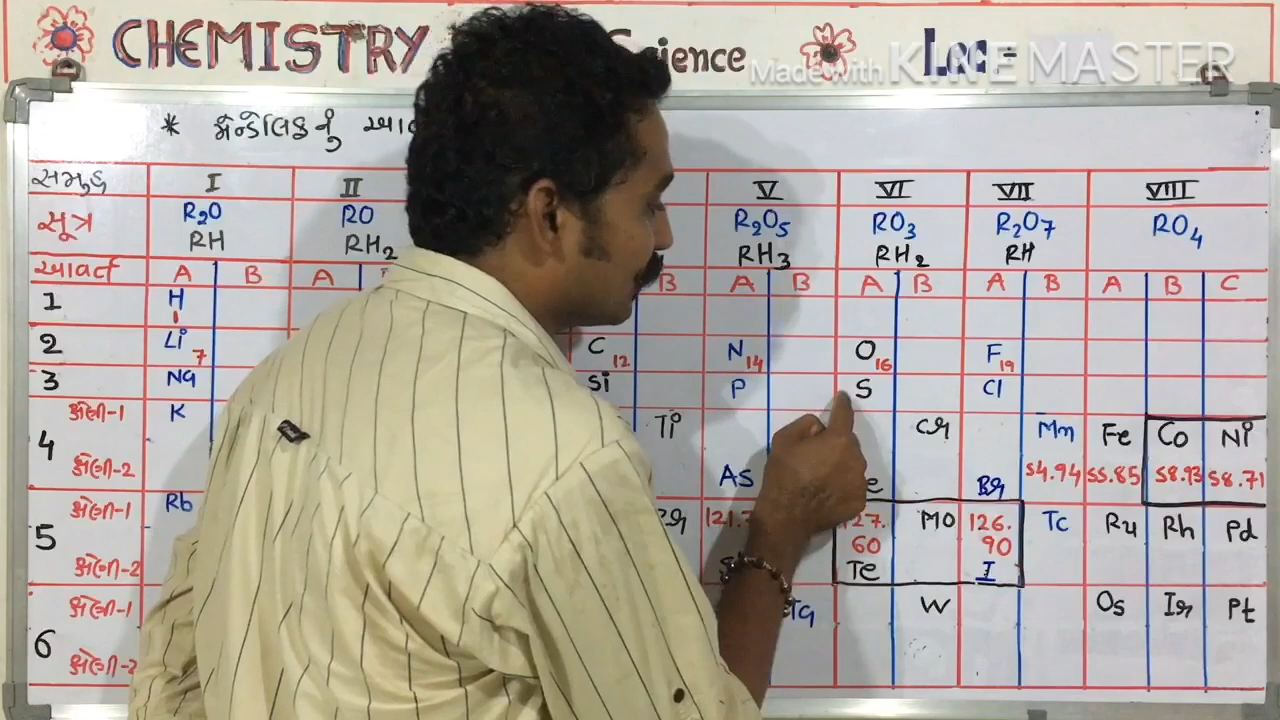 CHEMISTRY Science Lec -
Made with KINEMASTER
* મેન્ડેલિફનું
સમૂહ I II V VI VII VIII
સૂત્ર R₂O RO R₂O₅ RO₃ R₂O₇ RO₄
RH RH₂ RH₃ RH₂ RH
આવર્ત A B A B A B A B A B A B C
1 H
1
2 Li 7 C 12 N 14 O 16 F 19
3 Na Si P S Cl
4 શ્રેણી-1 K Ti Cr Mn Fe Co Ni
54.94 55.85 58.93 58.71
શ્રેણી-2 As Br
5 શ્રેણી-1 Rb Zr Mo Tc Ru Rh Pd
127.60 126.90
શ્રેણી-2 Te I
6 શ્રેણી-1 Ta W Os Ir Pt
શ્રેણી-2